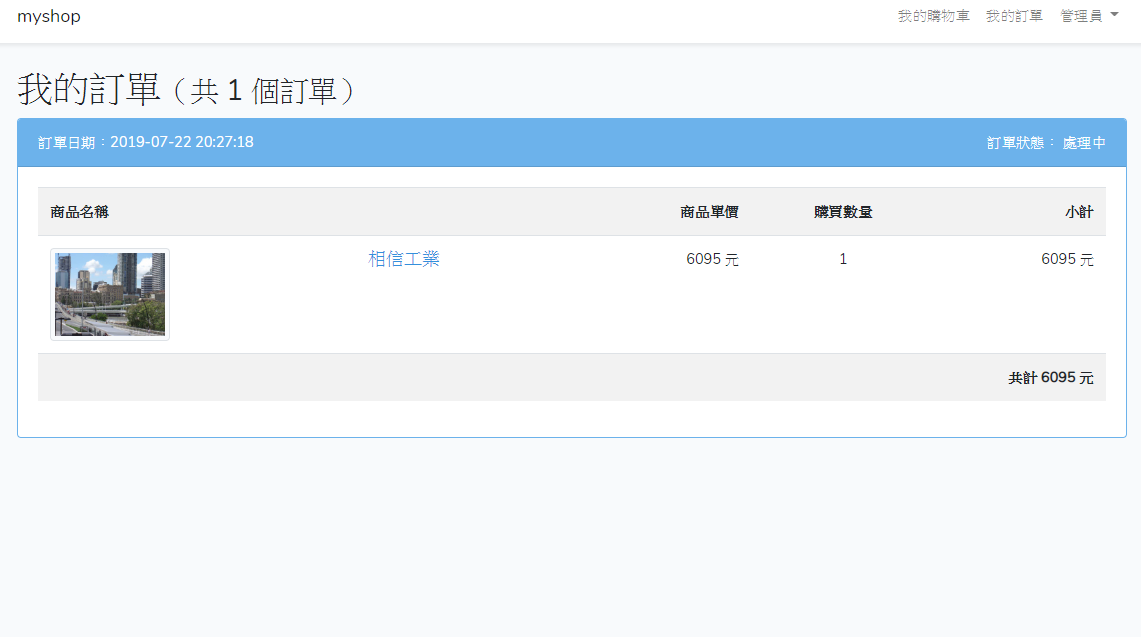 myshop 我的購物車 我的訂單 管理員
我的訂單（共 1 個訂單）
訂單日期：2019-07-22 20:27:18 訂單狀態： 處理中
商品名稱 商品單價 購買數量 小計
相信工業 6095 元 1 6095 元
共計 6095 元